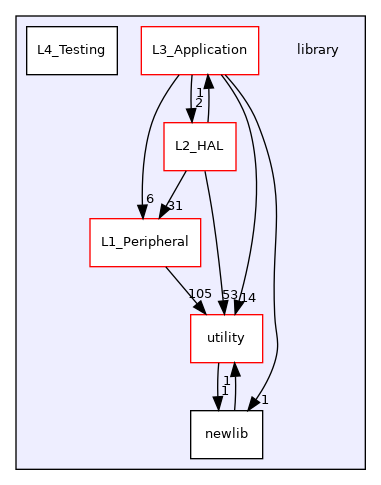 L4_Testing
L3_Application
library
1
2
L2_HAL
6
31
L1_Peripheral
105
53
14
utility
1
1
1
newlib